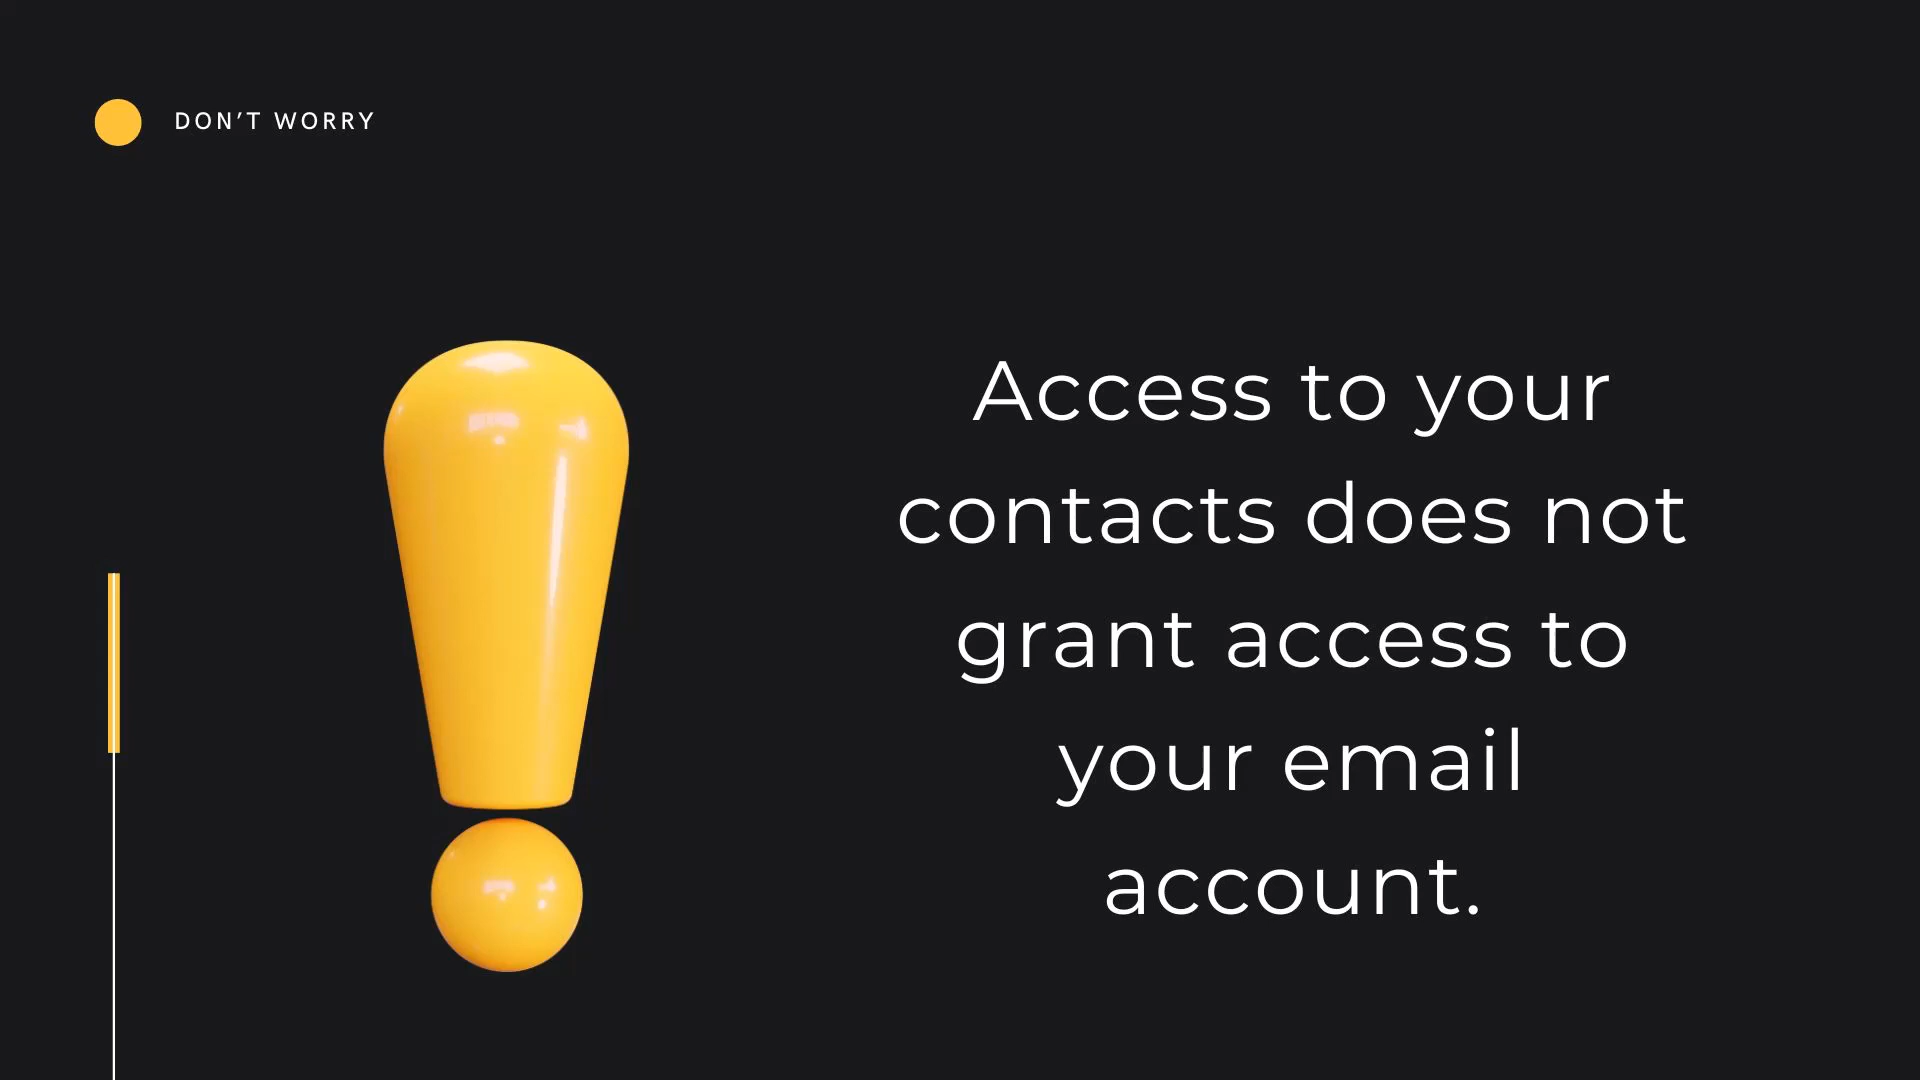 DON'T WORRY
Access to your
contacts does not
grant access to
your email
account.